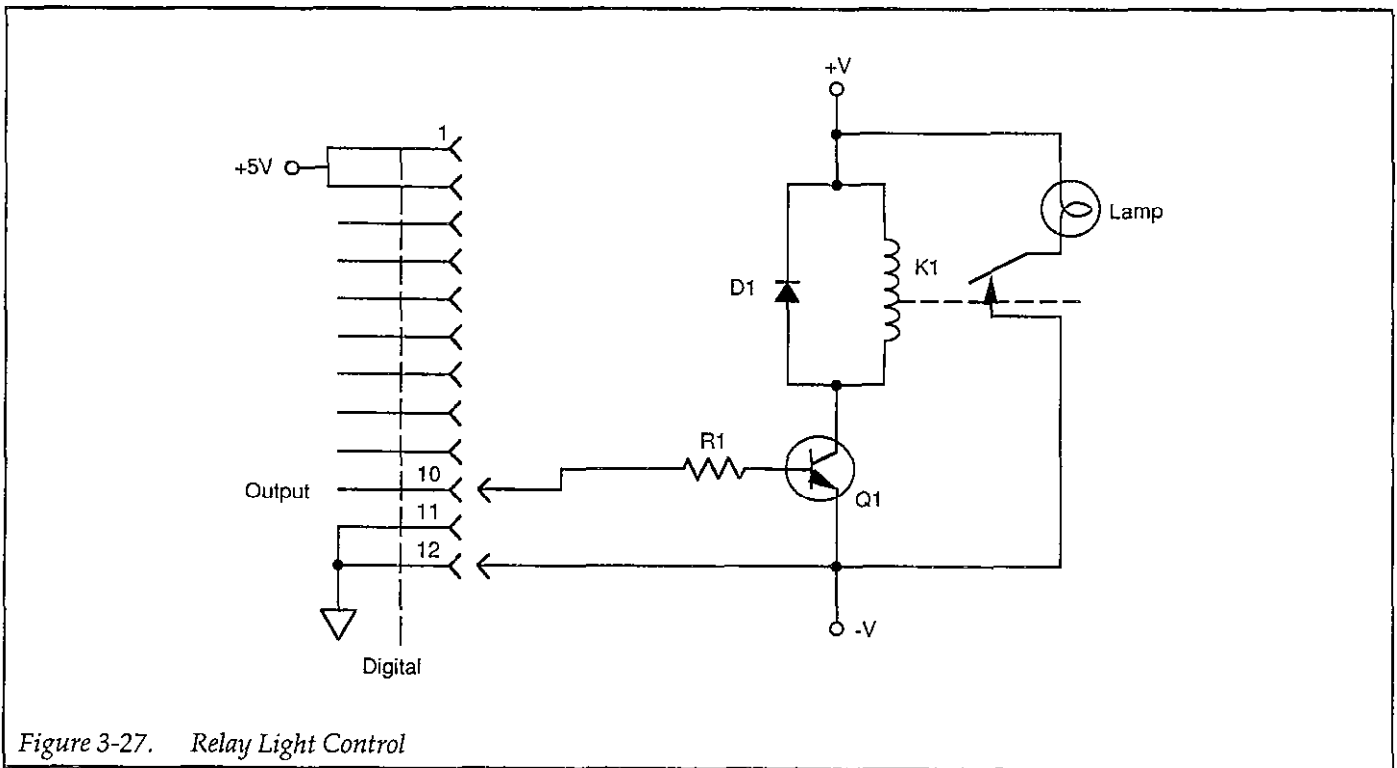 +V
1
+5V
Lamp
K1
D1
R1
10
Output
Q1
11
12
-V
Digital
Figure 3-27. Relay Light Control